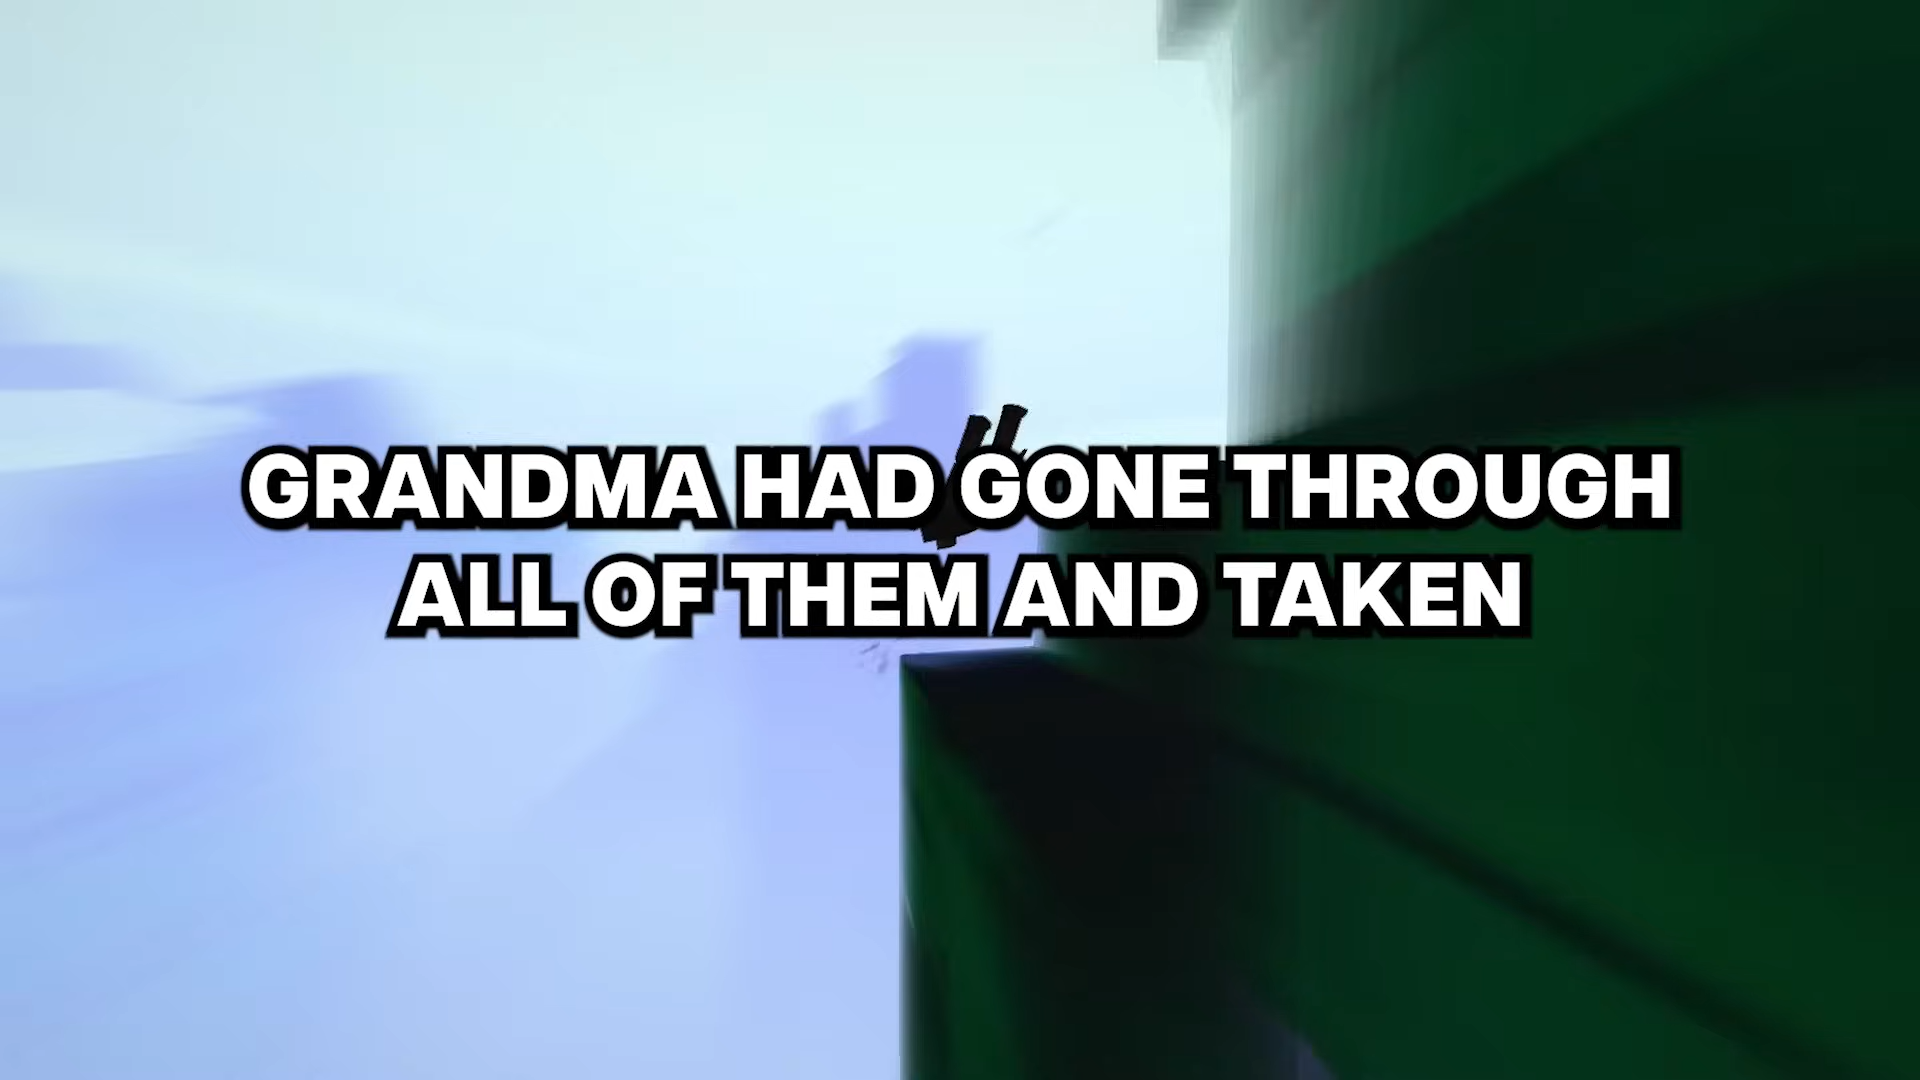 GRANDMA HAD GONE THROUGH
ALL OF THEM AND TAKEN